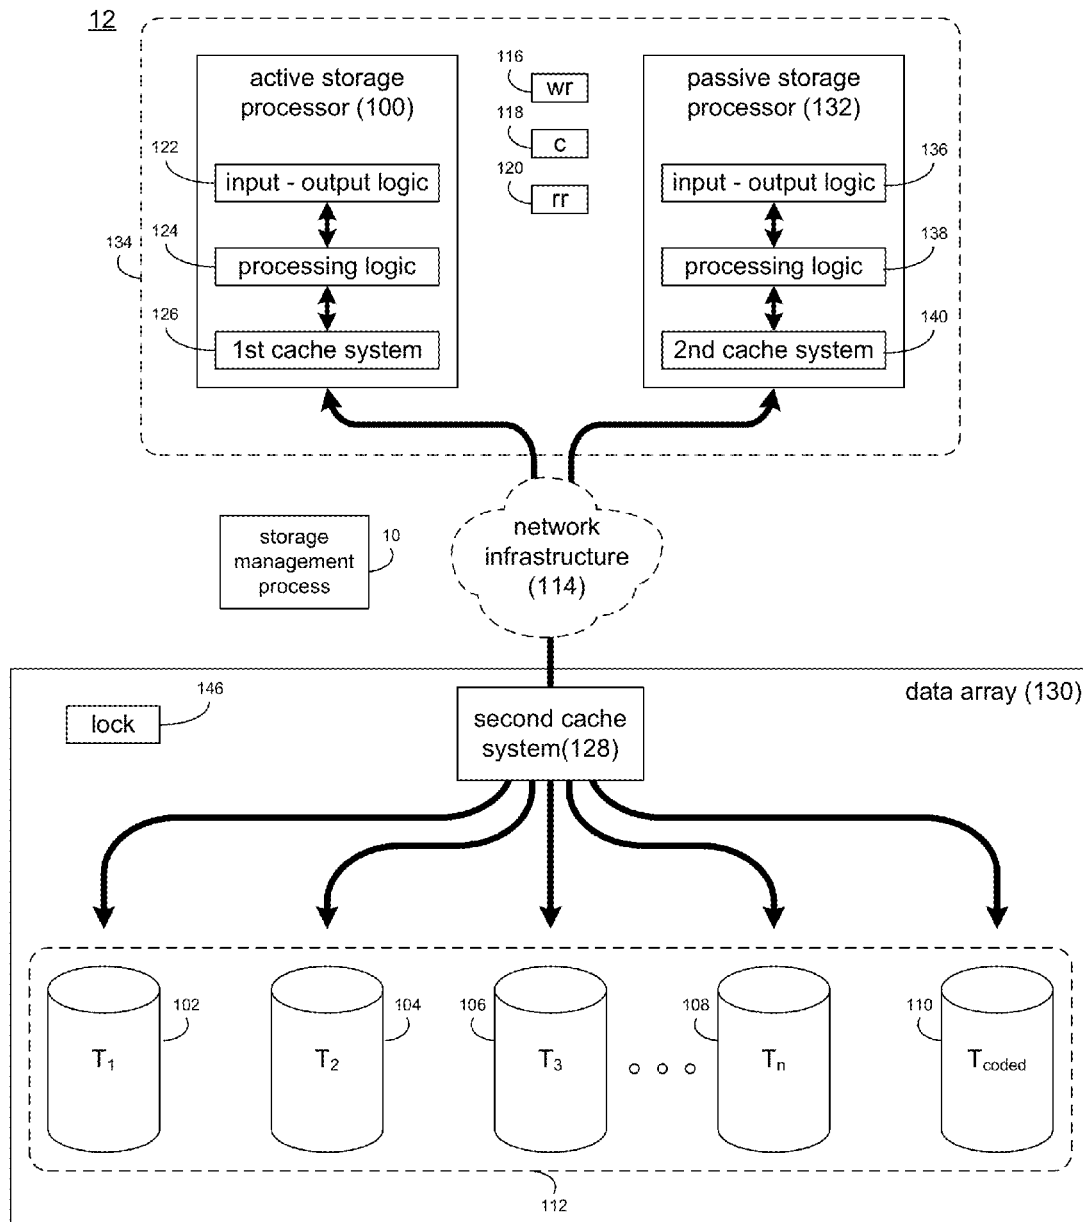 12
active storage
processor (100)
116
wr
passive storage
processor (132)
118
c
122
input - output logic
120
rr
136
input - output logic
134
124
processing logic
138
processing logic
126
1st cache system
140
2nd cache system
network
infrastructure
(114)
storage
management
process
10
146
lock
data array (130)
second cache
system(128)
102
T1
104
T2
106
T3
108
Tn
110
Tcoded
112